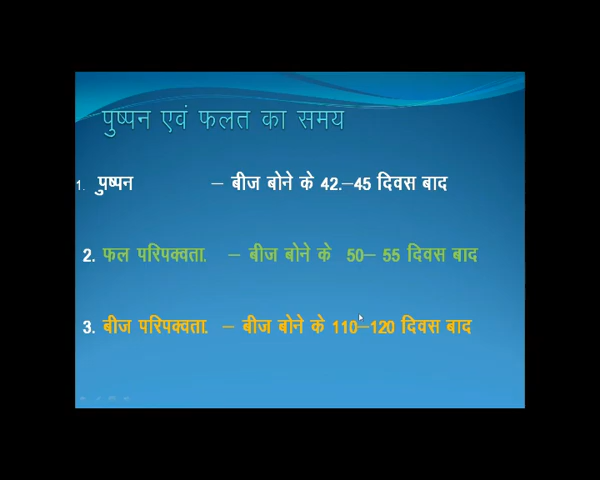 पुष्पन एवं फलत का समय
1. पुष्पन – बीज बोने के 42.–45 दिवस बाद
2. फल परिपक्वता. – बीज बोने के 50– 55 दिवस बाद
3. बीज परिपक्वता. – बीज बोने के 110–120 दिवस बाद